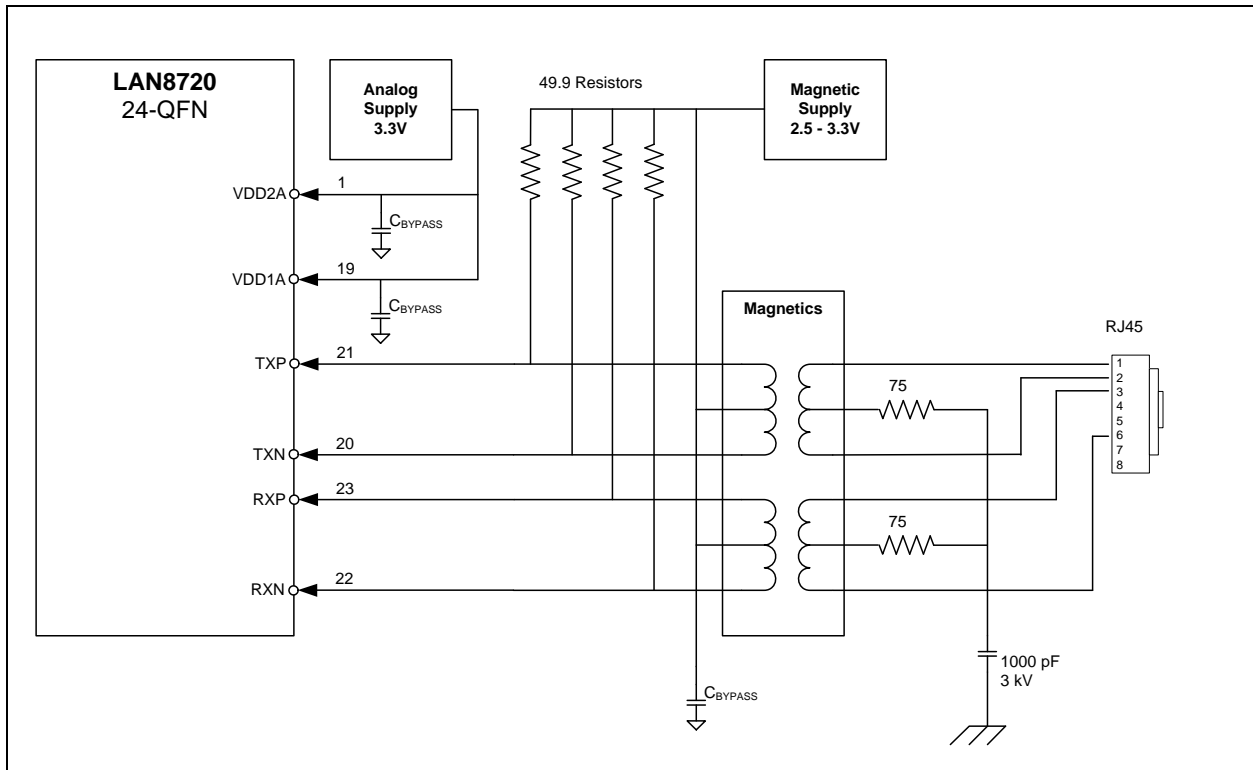 LAN8720
24-QFN
Analog
Supply
3.3V
49.9 Resistors
Magnetic
Supply
2.5 - 3.3V
VDD2A
1
CBYPASS
VDD1A
19
CBYPASS
TXP
21
TXN
20
RXP
23
RXN
22
Magnetics
75
75
RJ45
1
2
3
4
5
6
7
8
1000 pF
3 kV
CBYPASS